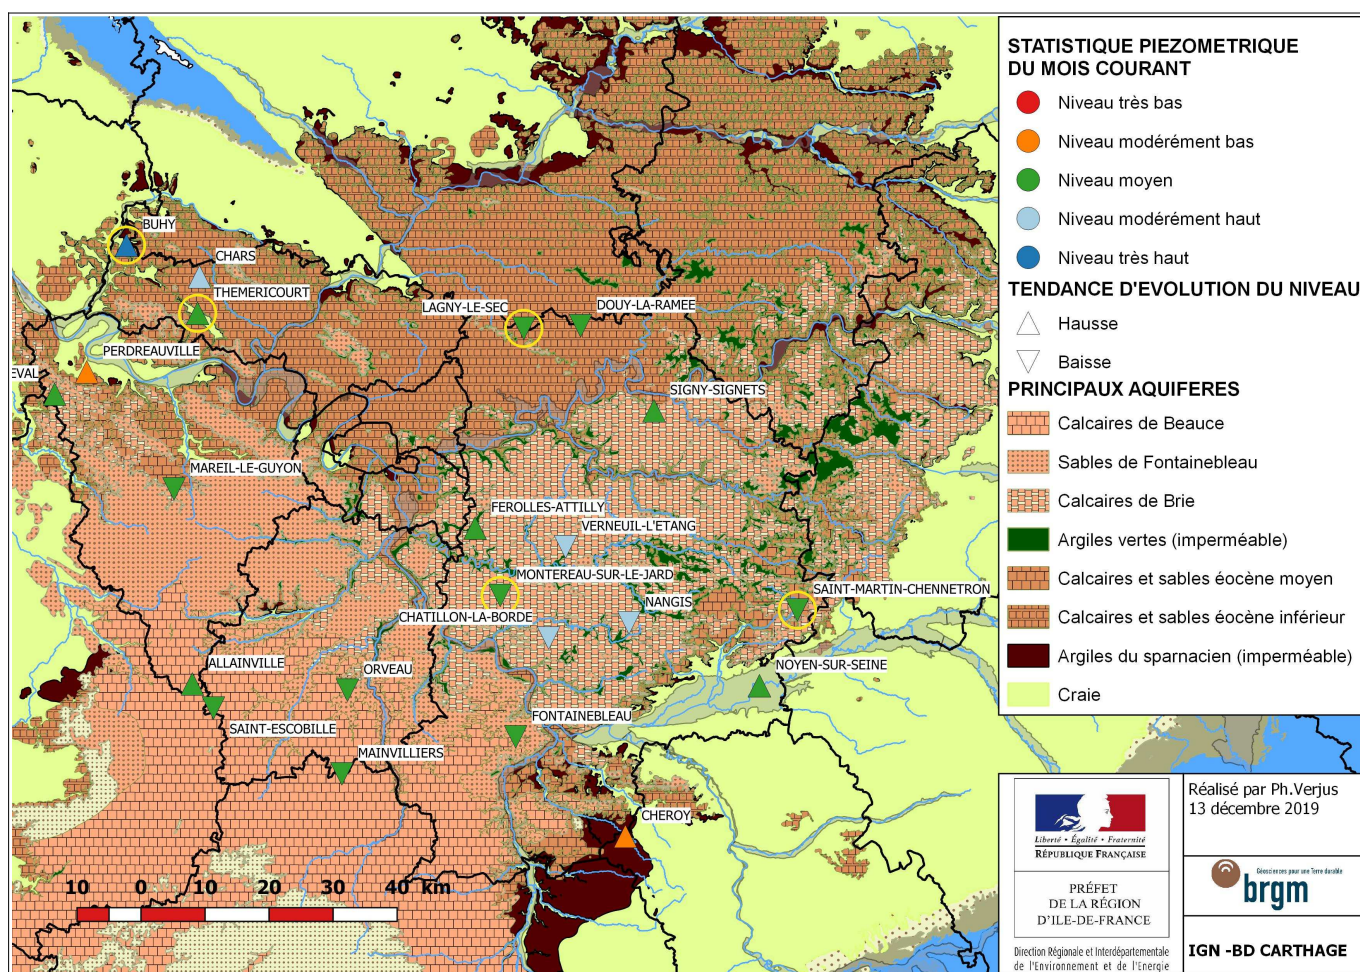 BUHY
CHARS
THEMERICOURT
LAGNY-LE-SEC
DOUY-LA-RAMEE
PERDREAUVILLE
EVAL
SIGNY-SIGNETS
MAREIL-LE-GUYON
FEROLLES-ATTILLY
VERNEUIL-L'ETANG
MONTEREAU-SUR-LE-JARD
SAINT-MARTIN-CHENNETRON
NANGIS
CHATILLON-LA-BORDE
ALLAINVILLE
ORVEAU
NOYEN-SUR-SEINE
SAINT-ESCOBILLE
FONTAINEBLEAU
MAINVILLIERS
CHEROY
10 0 10 20 30 40 km
STATISTIQUE PIEZOMETRIQUE
DU MOIS COURANT
Niveau très bas
Niveau modérément bas
Niveau moyen
Niveau modérément haut
Niveau très haut
TENDANCE D'EVOLUTION DU NIVEAU
Hausse
Baisse
PRINCIPAUX AQUIFERES
Calcaires de Beauce
Sables de Fontainebleau
Calcaires de Brie
Argiles vertes (imperméable)
Calcaires et sables éocène moyen
Calcaires et sables éocène inférieur
Argiles du sparnacien (imperméable)
Craie
Liberté • Égalité • Fraternité
RÉPUBLIQUE FRANÇAISE
PRÉFET
DE LA RÉGION
D'ILE-DE-FRANCE
Direction Régionale et Interdépartementale
de l'Environnement et de l'Energie
Réalisé par Ph.Verjus
13 décembre 2019
Géosciences pour une Terre durable
brgm
IGN -BD CARTHAGE